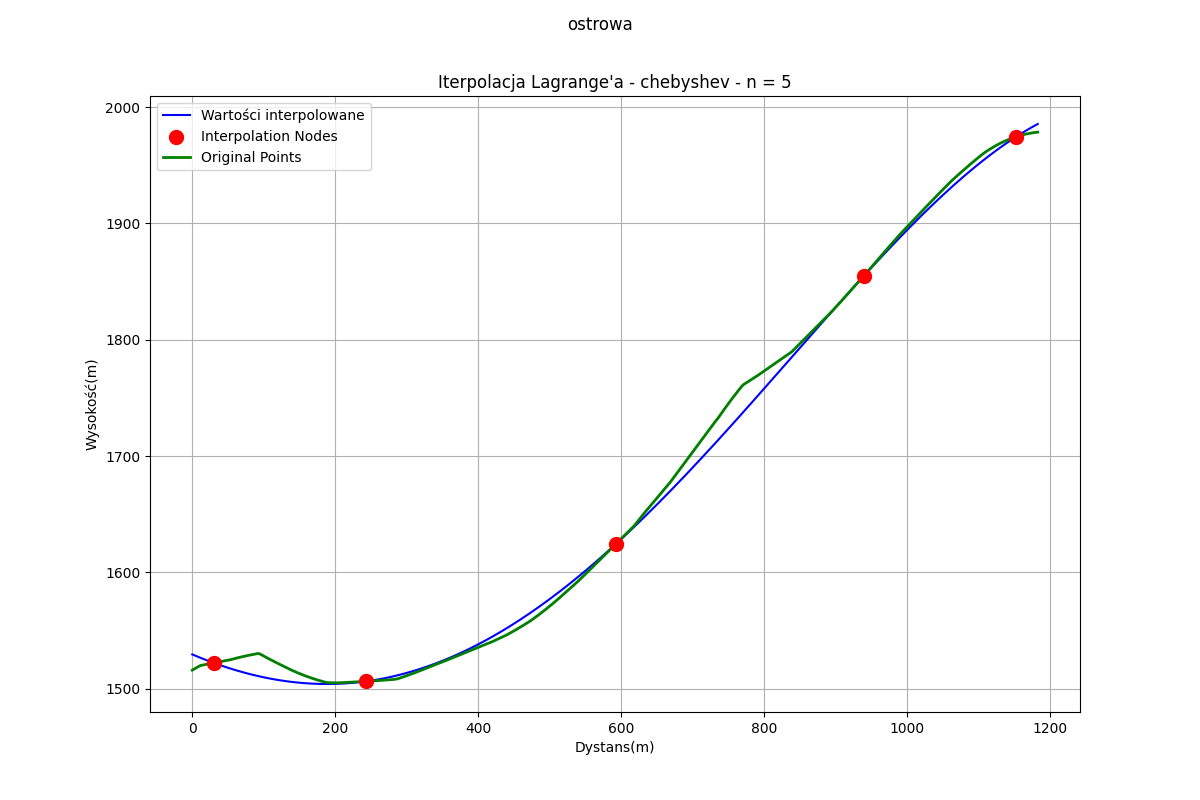 ostrowa
Iterpolacja Lagrange'a - chebyshev - n = 5
Wartości interpolowane
Interpolation Nodes
Original Points
Wysokość(m)
2000
1900
1800
1700
1600
1500
0 200 400 600 800 1000 1200
Dystans(m)